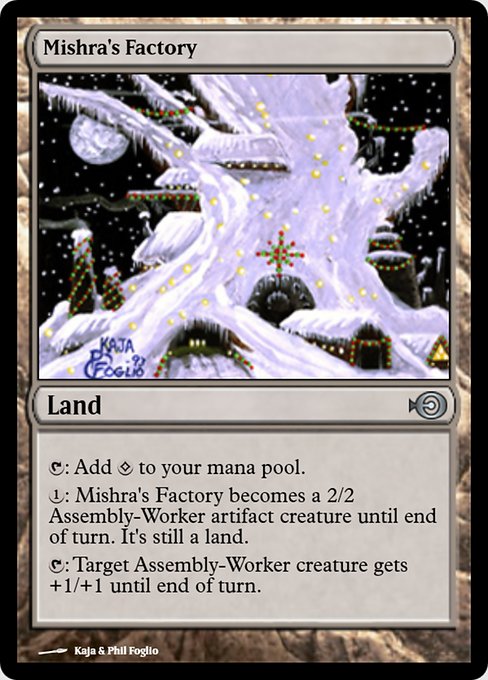 Mishra's Factory
KAJA
-93
FOGLIO
Land
: Add to your mana pool.
1: Mishra's Factory becomes a 2/2
Assembly-Worker artifact creature until end
of turn. It's still a land.
: Target Assembly-Worker creature gets
+1/+1 until end of turn.
Kaja & Phil Foglio